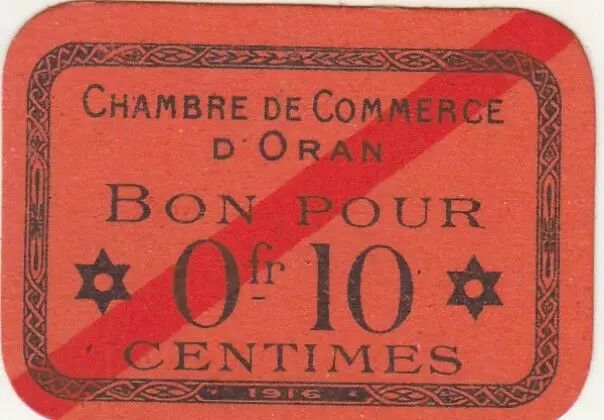 CHAMBRE DE COMMERCE
D'ORAN
BON POUR
0fr 10
CENTIMES
1916